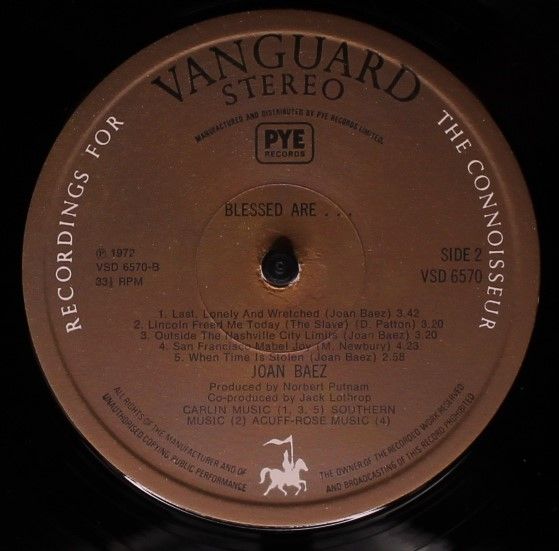 VANGUARD
STEREO
RECORDINGS FOR THE CONNOISSEUR
MANUFACTURED AND DISTRIBUTED BY PYE RECORDS LIMITED.
PYE
RECORDS
BLESSED ARE . . .
℗ 1972
VSD 6570-B
33⅓ RPM
SIDE 2
VSD 6570
1. Last, Lonely And Wretched (Joan Baez) 3.42
2. Lincoln Freed Me Today (The Slave) (D. Patton) 3.20
3. Outside The Nashville City Limits (Joan Baez) 3.20
4. San Francisco Mabel Joy (M. Newbury) 4.23
5. When Time Is Stolen (Joan Baez) 2.58
JOAN BAEZ
Produced by Norbert Putnam
Co-produced by Jack Lothrop
CARLIN MUSIC (1, 3, 5) SOUTHERN
MUSIC (2) ACUFF-ROSE MUSIC (4)
ALL RIGHTS OF THE MANUFACTURER AND OF THE OWNER OF THE RECORDED WORK RESERVED
UNAUTHORISED COPYING PUBLIC PERFORMANCE AND BROADCASTING OF THIS RECORD PROHIBITED